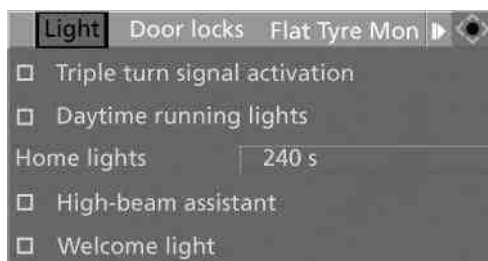 Light Door locks Flat Tyre Mon
Triple turn signal activation
Daytime running lights
Home lights 240 s
High-beam assistant
Welcome light